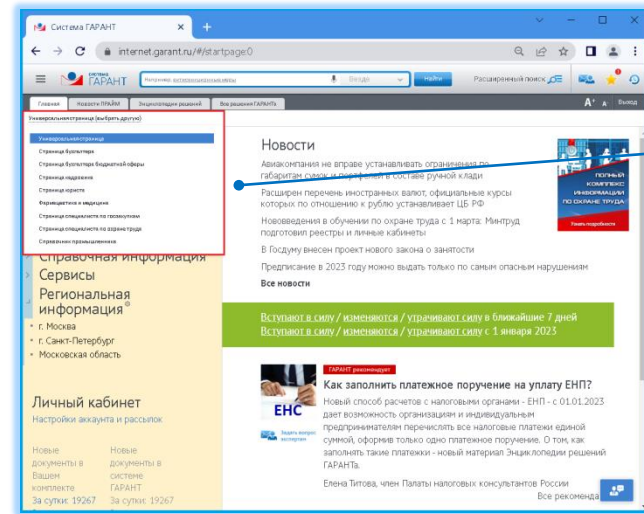 Система ГАРАНТ
internet.garant.ru/#/startpage:0
СИСТЕМА
ГАРАНТ
Например, антисанкционные меры
Везде
Найти
Расширенный поиск
Главная
Новости ПРАЙМ
Энциклопедия решений
Все решения ГАРАНТа
А⁺ А⁻ Выход
Универсальная страница (выбрать другую)
Универсальная страница
Страница бухгалтера
Страница бухгалтера бюджетной сферы
Страница кадровика
Страница юриста
Фармацевтика и медицина
Страница специалиста по госзакупкам
Страница специалиста по охране труда
Справочник промышленника
Справочная информация
Сервисы
Региональная
информация
г. Москва
г. Санкт-Петербург
Московская область
Личный кабинет
Настройки аккаунта и рассылок
Новые
документы в
Вашем
комплекте
За сутки: 19267
Новые
документы в
системе
ГАРАНТ
За сутки: 19267
Новости
Авиакомпания не вправе устанавливать ограничения по
габаритам сумок и портфелей в составе ручной клади
Расширен перечень иностранных валют, официальные курсы
которых по отношению к рублю устанавливает ЦБ РФ
Нововведения в обучении по охране труда с 1 марта: Минтруд
подготовил реестры и личные кабинеты
В Госдуму внесен проект нового закона о занятости
Предписание в 2023 году можно выдать только по самым опасным нарушениям
Все новости
ПОЛНЫЙ
КОМПЛЕКС
ИНФОРМАЦИИ
ПО ОХРАНЕ ТРУДА
Узнать подробности
Вступают в силу / изменяются / утрачивают силу в ближайшие 7 дней
Вступают в силу / изменяются / утрачивают силу с 1 января 2023
ЕНС
Задать вопрос
экспертам
ГАРАНТ рекомендует
Как заполнить платежное поручение на уплату ЕНП?
Новый способ расчетов с налоговыми органами - ЕНП - с 01.01.2023
дает возможность организациям и индивидуальным
предпринимателям перечислять все налоговые платежи единой
суммой, оформив только одно платежное поручение. О том, как
заполнять такие платежки - новый материал Энциклопедии решений
ГАРАНТа.
Елена Титова, член Палаты налоговых консультантов России
Все рекоменда